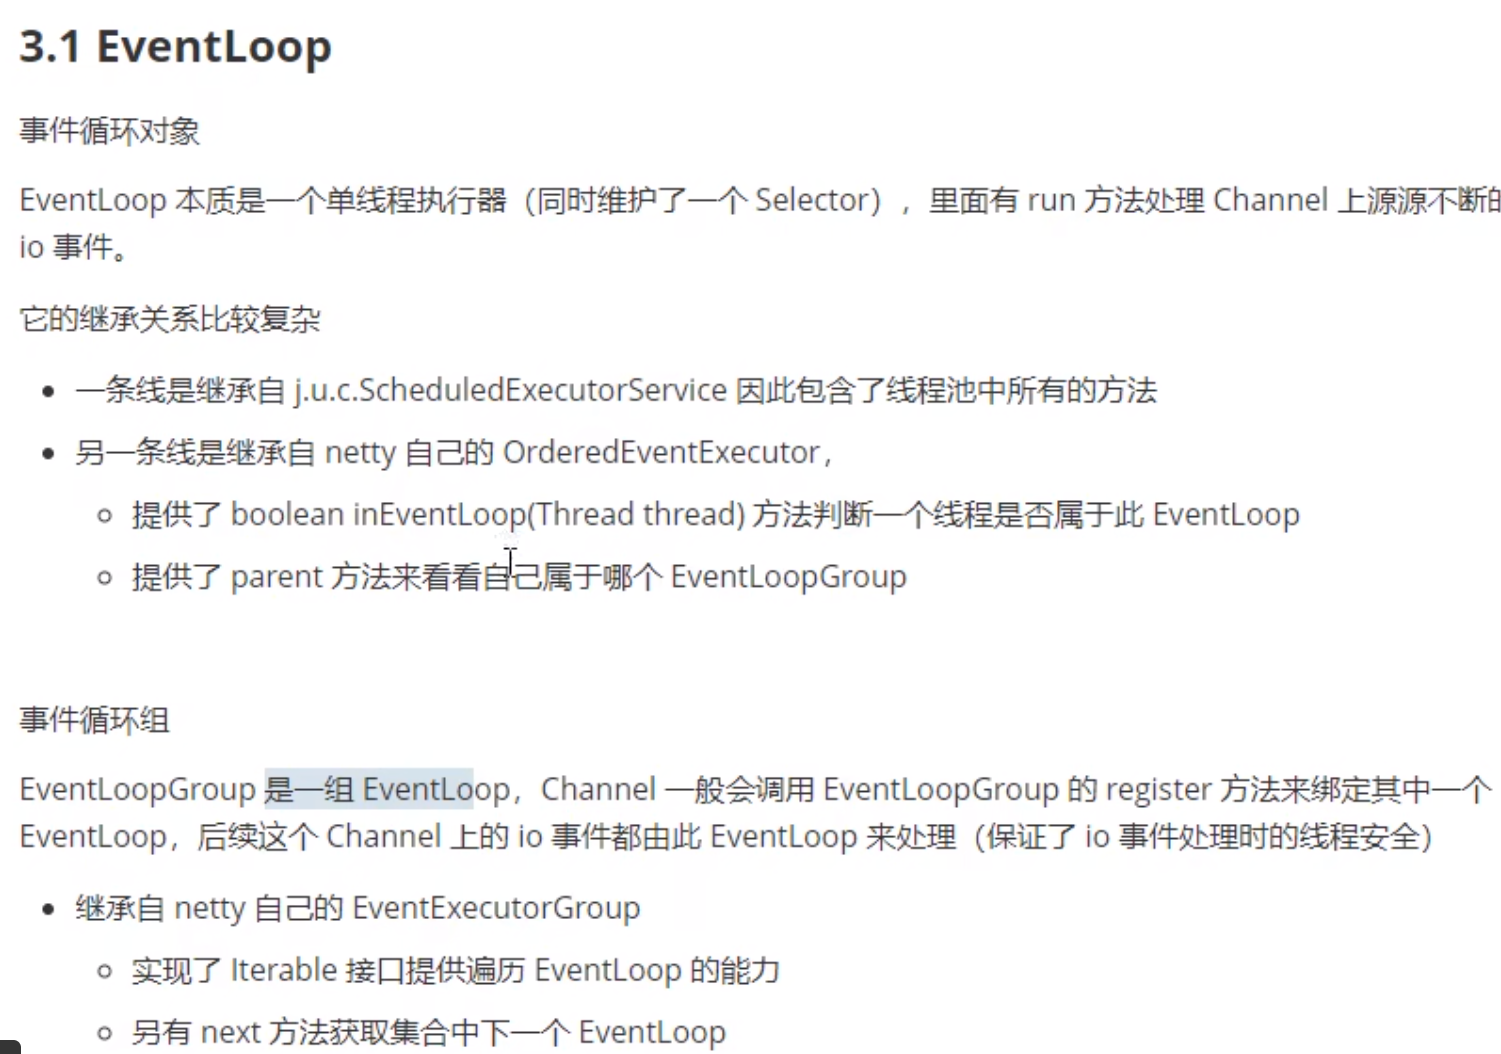 3.1 EventLoop
事件循环对象
EventLoop 本质是一个单线程执行器（同时维护了一个 Selector），里面有 run 方法处理 Channel 上源源不断的
io 事件。
它的继承关系比较复杂
• 一条线是继承自 j.u.c.ScheduledExecutorService 因此包含了线程池中所有的方法
• 另一条线是继承自 netty 自己的 OrderedEventExecutor，
◦ 提供了 boolean inEventLoop(Thread thread) 方法判断一个线程是否属于此 EventLoop
◦ 提供了 parent 方法来看看自己属于哪个 EventLoopGroup
事件循环组
EventLoopGroup 是一组 EventLoop，Channel 一般会调用 EventLoopGroup 的 register 方法来绑定其中一个
EventLoop，后续这个 Channel 上的 io 事件都由此 EventLoop 来处理（保证了 io 事件处理时的线程安全）
• 继承自 netty 自己的 EventExecutorGroup
◦ 实现了 Iterable 接口提供遍历 EventLoop 的能力
◦ 另有 next 方法获取集合中下一个 EventLoop